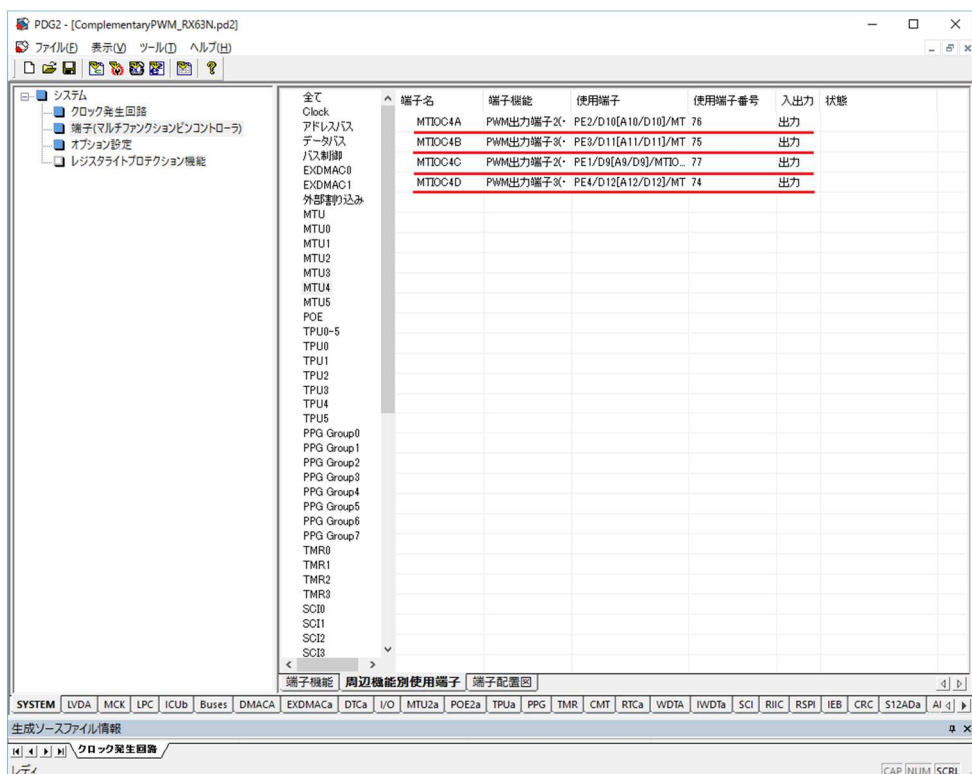 PDG2 - [ComplementaryPWM_RX63N.pd2]
ファイル(F) 表示(V) ツール(T) ヘルプ(H)
システム
クロック発生回路
端子(マルチファンクションピンコントローラ)
オプション設定
レジスタライトプロテクション機能
全て
Clock
アドレスバス
データバス
バス制御
EXDMAC0
EXDMAC1
外部割り込み
MTU
MTU0
MTU1
MTU2
MTU3
MTU4
MTU5
POE
TPU0-5
TPU0
TPU1
TPU2
TPU3
TPU4
TPU5
PPG Group0
PPG Group1
PPG Group2
PPG Group3
PPG Group4
PPG Group5
PPG Group6
PPG Group7
TMR0
TMR1
TMR2
TMR3
SCI0
SCI1
SCI2
SCI3
端子名 端子機能 使用端子 使用端子番号 入出力 状態
MTIOC4A PWM出力端子2(・ PE2/D10[A10/D10]/MT 76 出力
MTIOC4B PWM出力端子3(・ PE3/D11[A11/D11]/MT 75 出力
MTIOC4C PWM出力端子2(・ PE1/D9[A9/D9]/MTIO... 77 出力
MTIOC4D PWM出力端子3(・ PE4/D12[A12/D12]/MT 74 出力
端子機能 周辺機能別使用端子 端子配置図
SYSTEM LVDA MCK LPC ICUb Buses DMACA EXDMACa DTCa I/O MTU2a POE2a TPUa PPG TMR CMT RTCa WDTA IWDTa SCI RIIC RSPI IEB CRC S12ADa
生成ソースファイル情報
クロック発生回路
レディ
CAP NUM SCRL